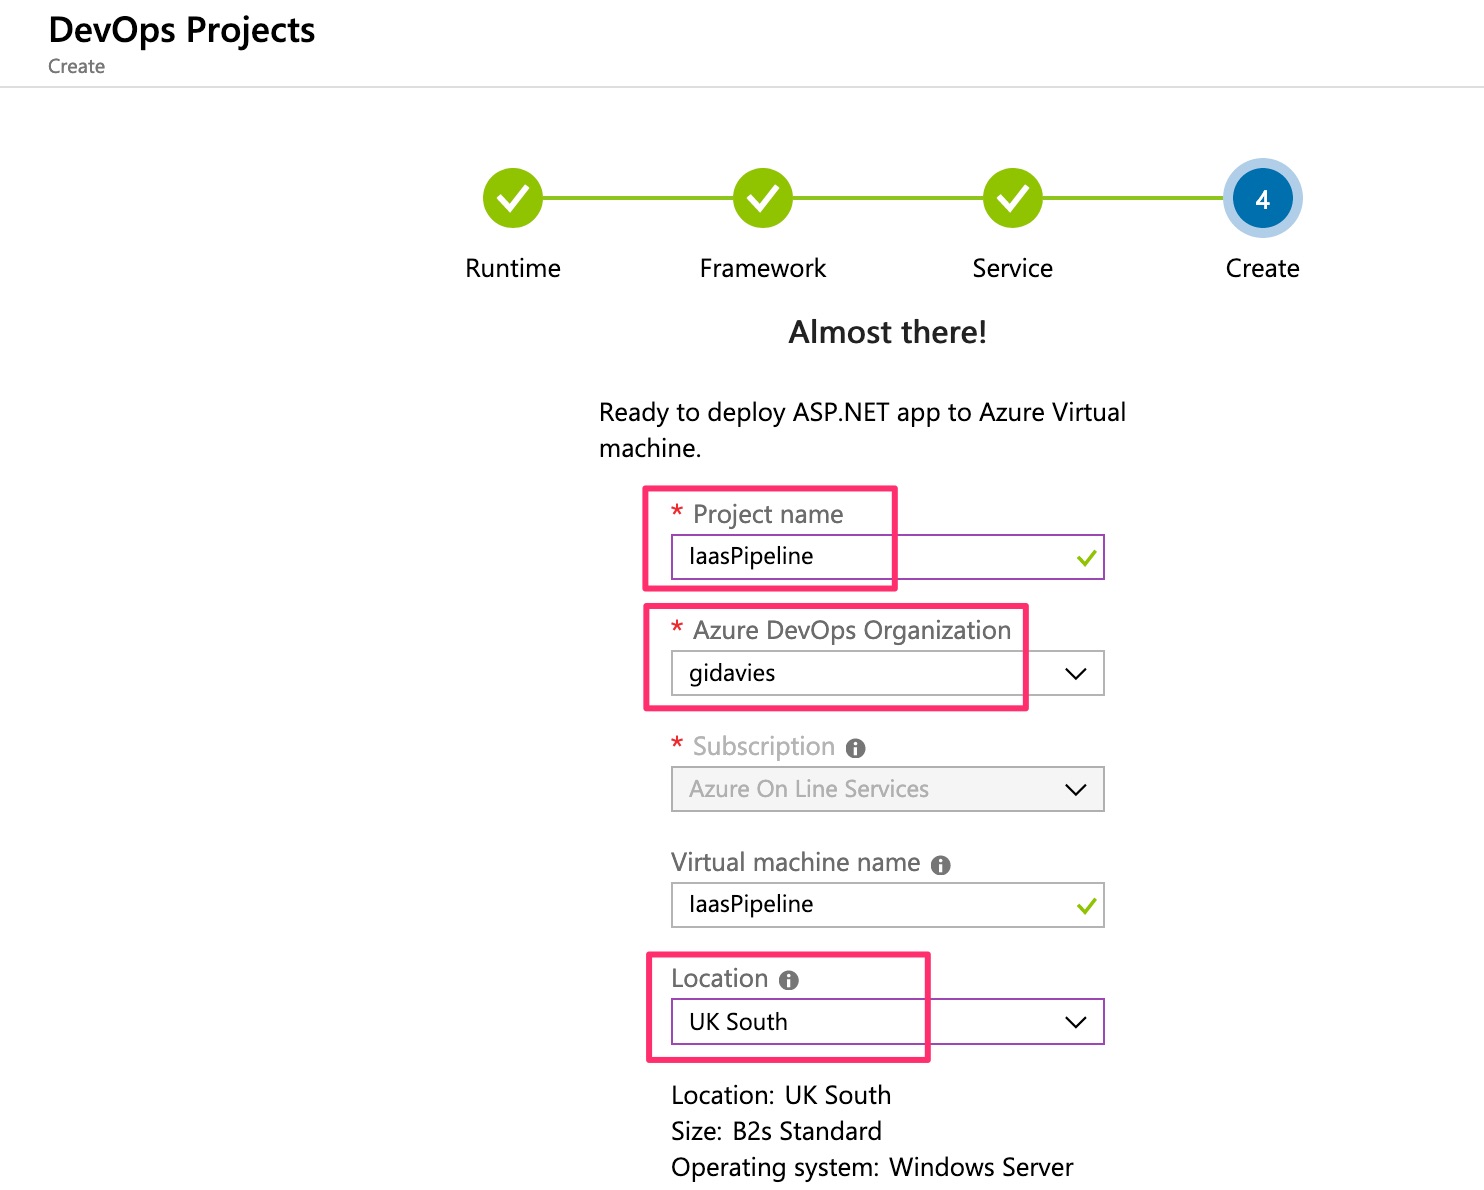 DevOps Projects
Create
4
Runtime Framework Service Create
Almost there!
Ready to deploy ASP.NET app to Azure Virtual
machine.
* Project name
IaasPipeline
* Azure DevOps Organization
gidavies
* Subscription
Azure On Line Services
Virtual machine name
IaasPipeline
Location
UK South
Location: UK South
Size: B2s Standard
Operating system: Windows Server